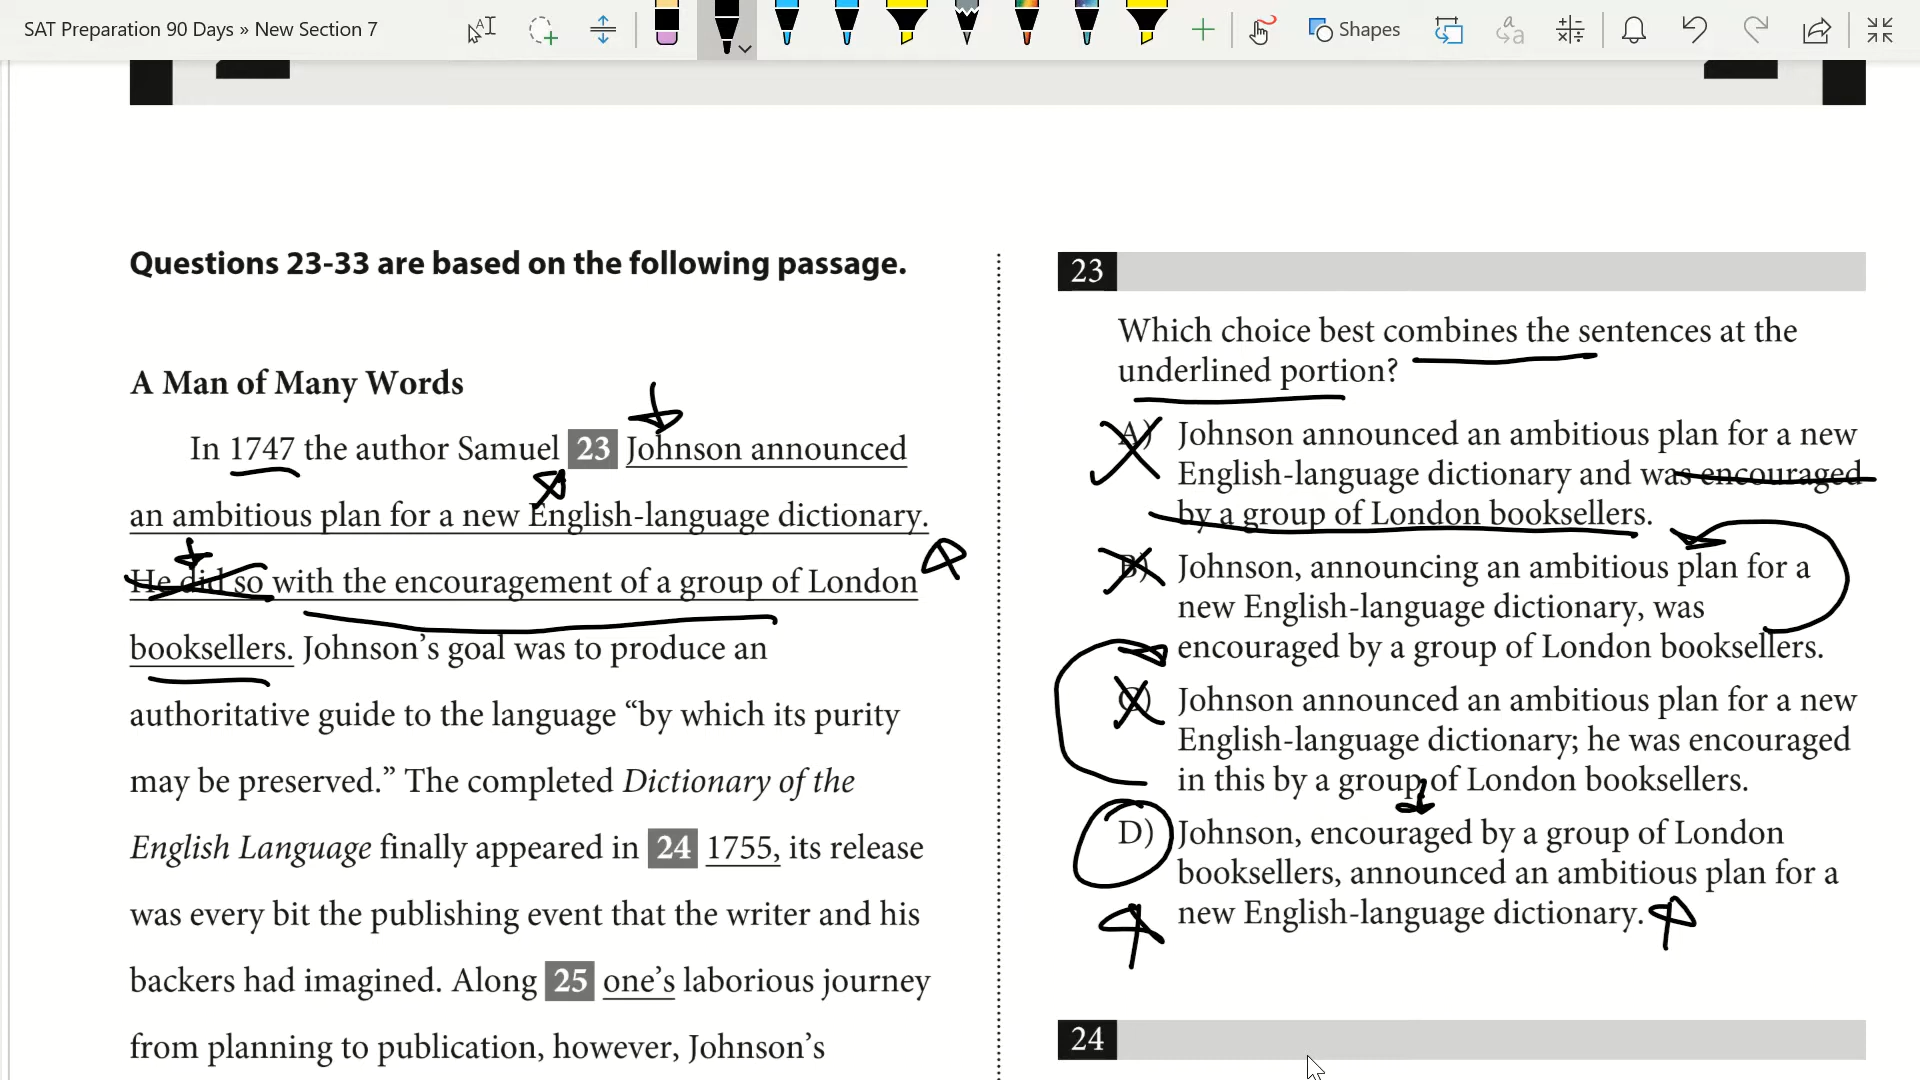 SAT Preparation 90 Days » New Section 7
Shapes
Questions 23-33 are based on the following passage.
A Man of Many Words
In 1747 the author Samuel 23 Johnson announced
an ambitious plan for a new English-language dictionary.
He did so with the encouragement of a group of London
booksellers. Johnson’s goal was to produce an
authoritative guide to the language “by which its purity
may be preserved.” The completed Dictionary of the
English Language finally appeared in 24 1755, its release
was every bit the publishing event that the writer and his
backers had imagined. Along 25 one’s laborious journey
from planning to publication, however, Johnson’s
23
Which choice best combines the sentences at the
underlined portion?
A) Johnson announced an ambitious plan for a new
English-language dictionary and was encouraged
by a group of London booksellers.
B) Johnson, announcing an ambitious plan for a
new English-language dictionary, was
encouraged by a group of London booksellers.
C) Johnson announced an ambitious plan for a new
English-language dictionary; he was encouraged
in this by a group of London booksellers.
D) Johnson, encouraged by a group of London
booksellers, announced an ambitious plan for a
new English-language dictionary.
24